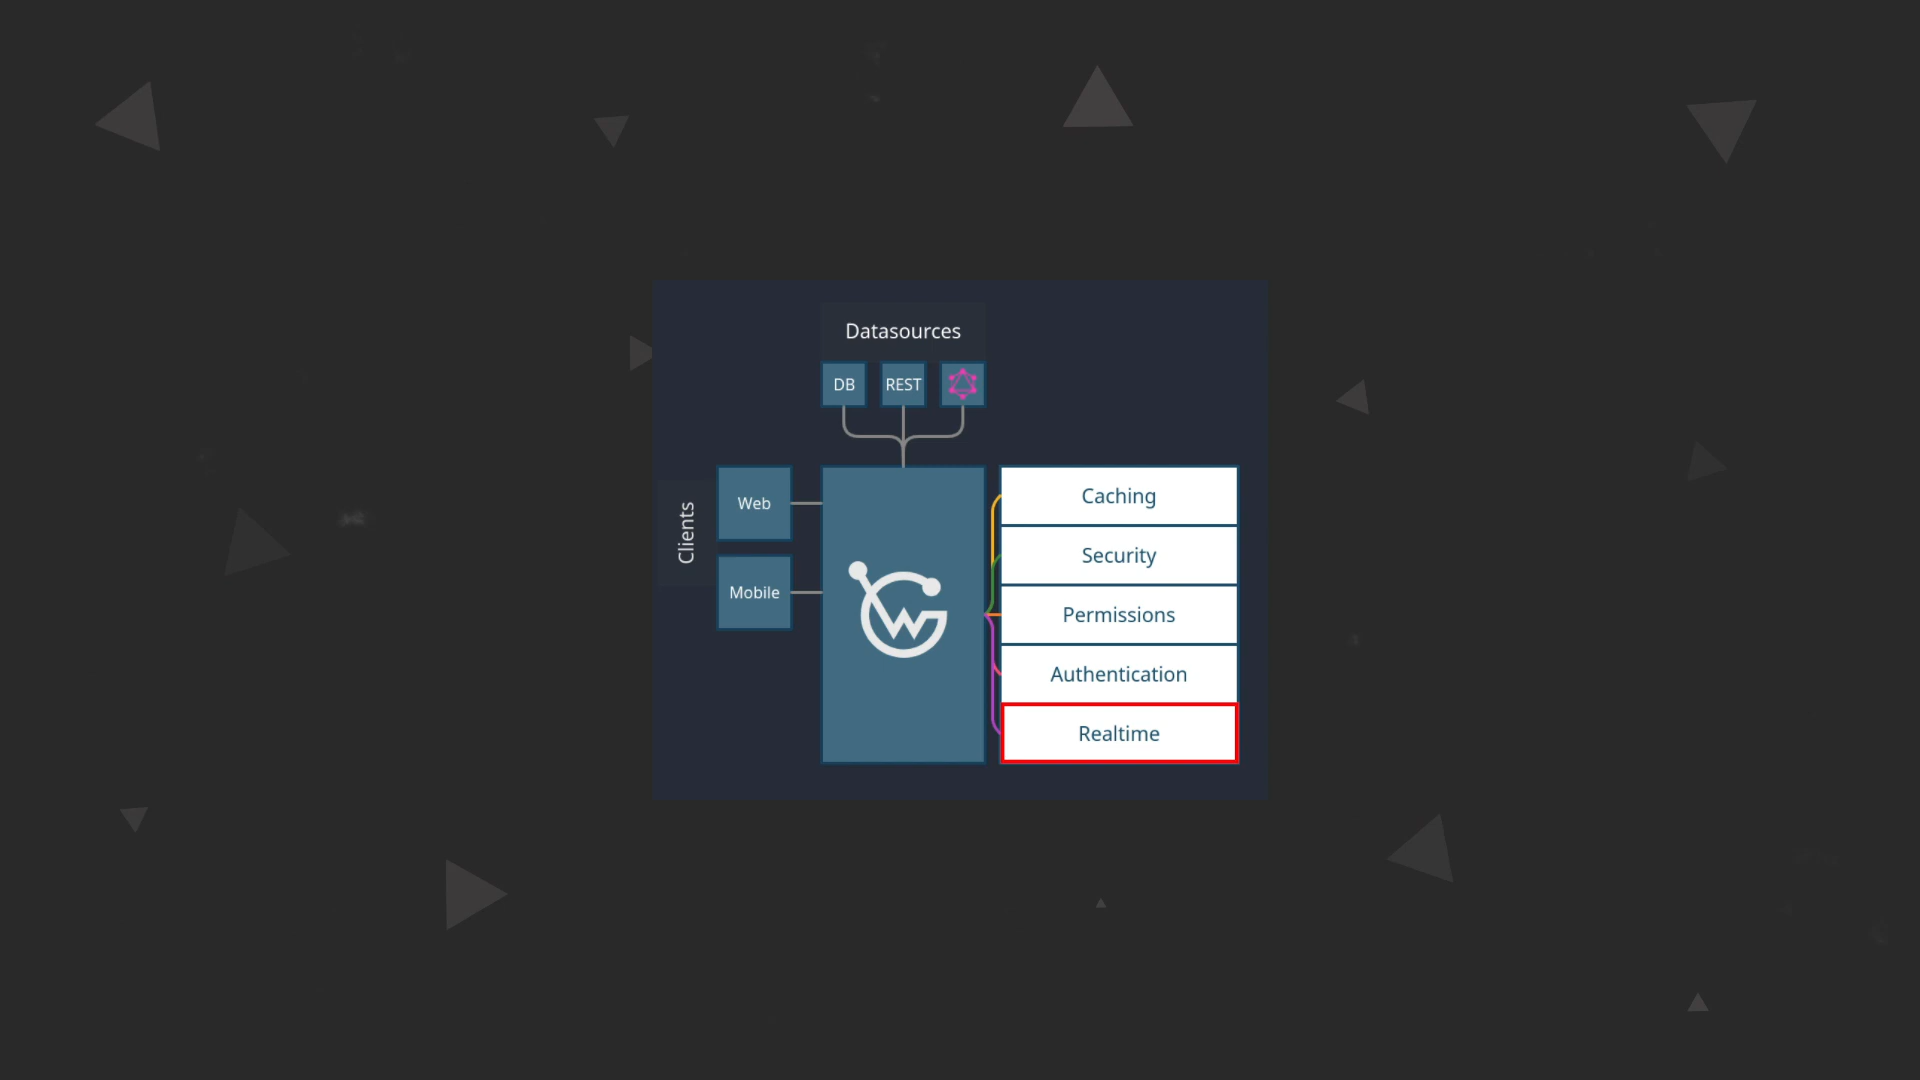 Datasources
DB
REST
Clients
Web
Mobile
Caching
Security
Permissions
Authentication
Realtime